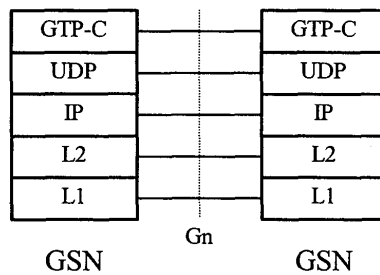 GTP-C GTP-C
UDP UDP
IP IP
L2 L2
L1 L1
Gn
GSN GSN